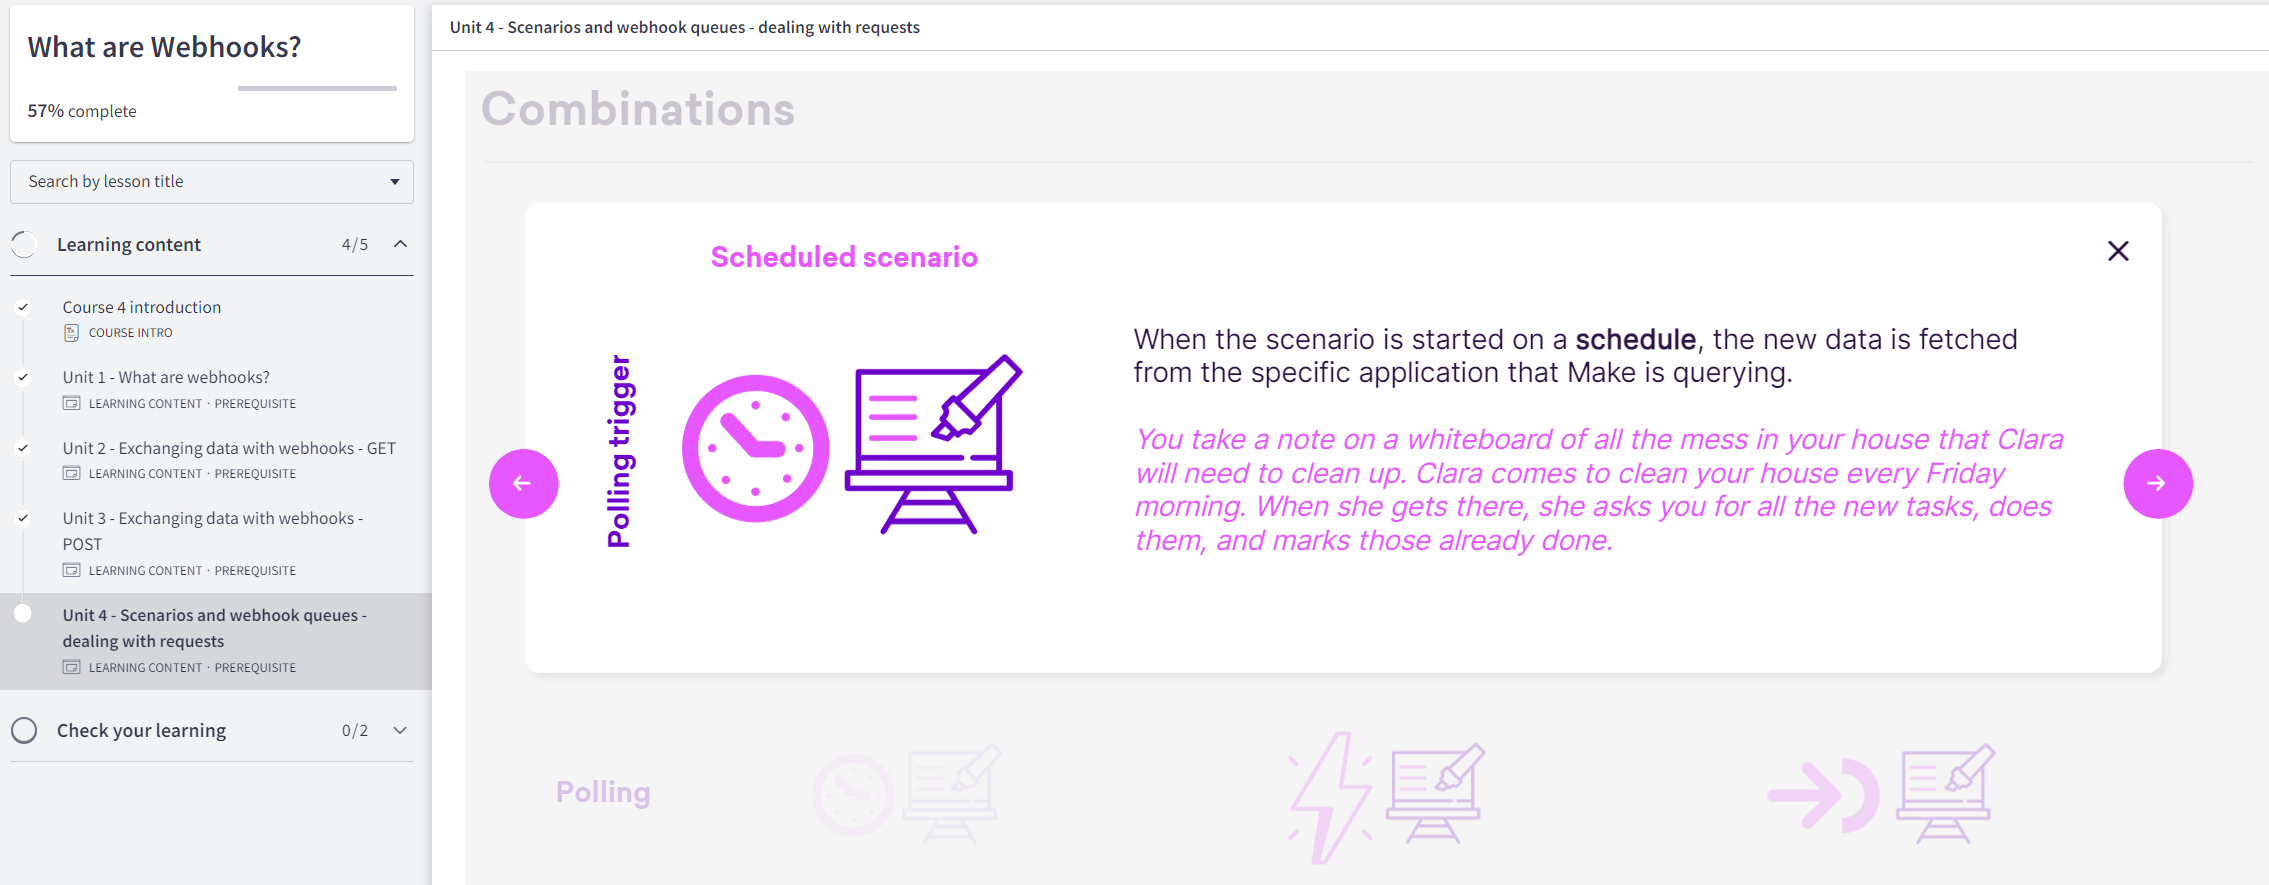 What are Webhooks?
57% complete
Search by lesson title
Learning content 4/5
Course 4 introduction
COURSE INTRO
Unit 1 - What are webhooks?
LEARNING CONTENT · PREREQUISITE
Unit 2 - Exchanging data with webhooks - GET
LEARNING CONTENT · PREREQUISITE
Unit 3 - Exchanging data with webhooks -
POST
LEARNING CONTENT · PREREQUISITE
Unit 4 - Scenarios and webhook queues -
dealing with requests
LEARNING CONTENT · PREREQUISITE
Check your learning 0/2
Unit 4 - Scenarios and webhook queues - dealing with requests
Combinations
Scheduled scenario
Polling trigger
When the scenario is started on a schedule, the new data is fetched
from the specific application that Make is querying.
You take a note on a whiteboard of all the mess in your house that Clara
will need to clean up. Clara comes to clean your house every Friday
morning. When she gets there, she asks you for all the new tasks, does
them, and marks those already done.
Polling